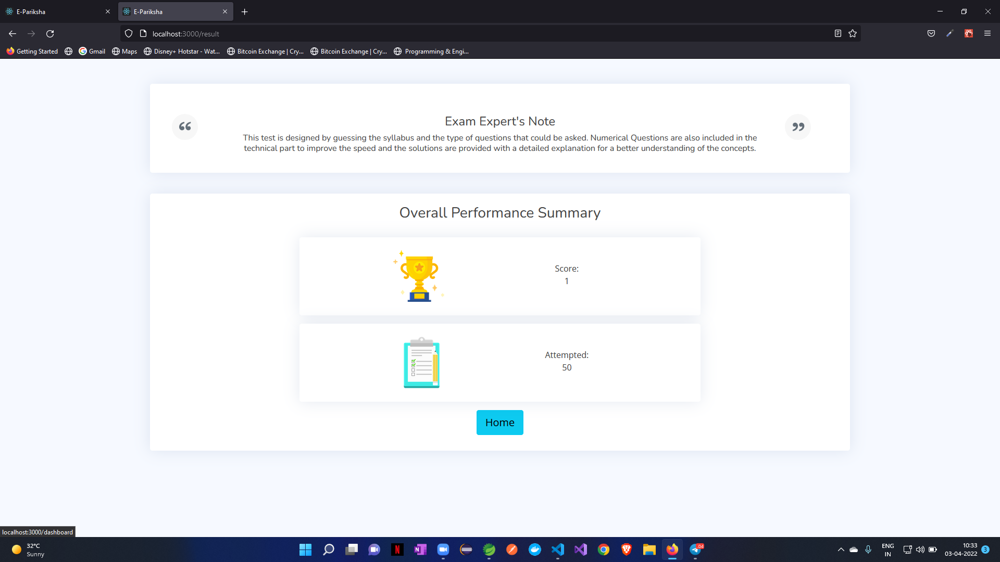 E-Pariksha
E-Pariksha
localhost:3000/result
Getting Started
Gmail
Maps
Disney+ Hotstar - Wat...
Bitcoin Exchange | Cry...
Bitcoin Exchange | Cry...
Programming & Engi...
“
Exam Expert's Note
”
This test is designed by guessing the syllabus and the type of questions that could be asked. Numerical Questions are also included in the
technical part to improve the speed and the solutions are provided with a detailed explanation for a better understanding of the concepts.
Overall Performance Summary
Score:
1
Attempted:
50
Home
localhost:3000/dashboard
32°C
Sunny
N
N
.04
ENG
IN
10:33
03-04-2022
3